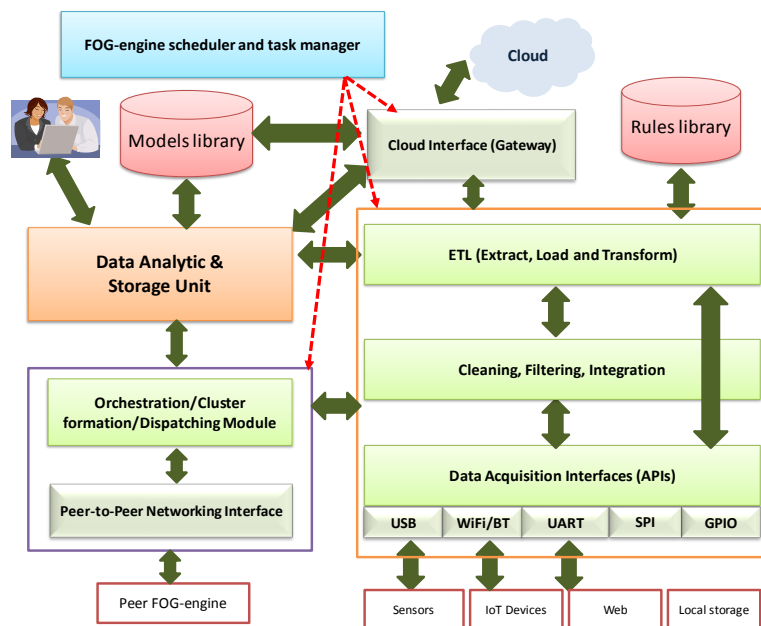 FOG-engine scheduler and task manager
Cloud
Models library
Cloud Interface (Gateway)
Rules library
Data Analytic &
Storage Unit
ETL (Extract, Load and Transform)
Cleaning, Filtering, Integration
Orchestration/Cluster
formation/Dispatching Module
Peer-to-Peer Networking Interface
Data Acquisition Interfaces (APIs)
USB
WiFi/BT
UART
SPI
GPIO
Peer FOG-engine
Sensors
IoT Devices
Web
Local storage